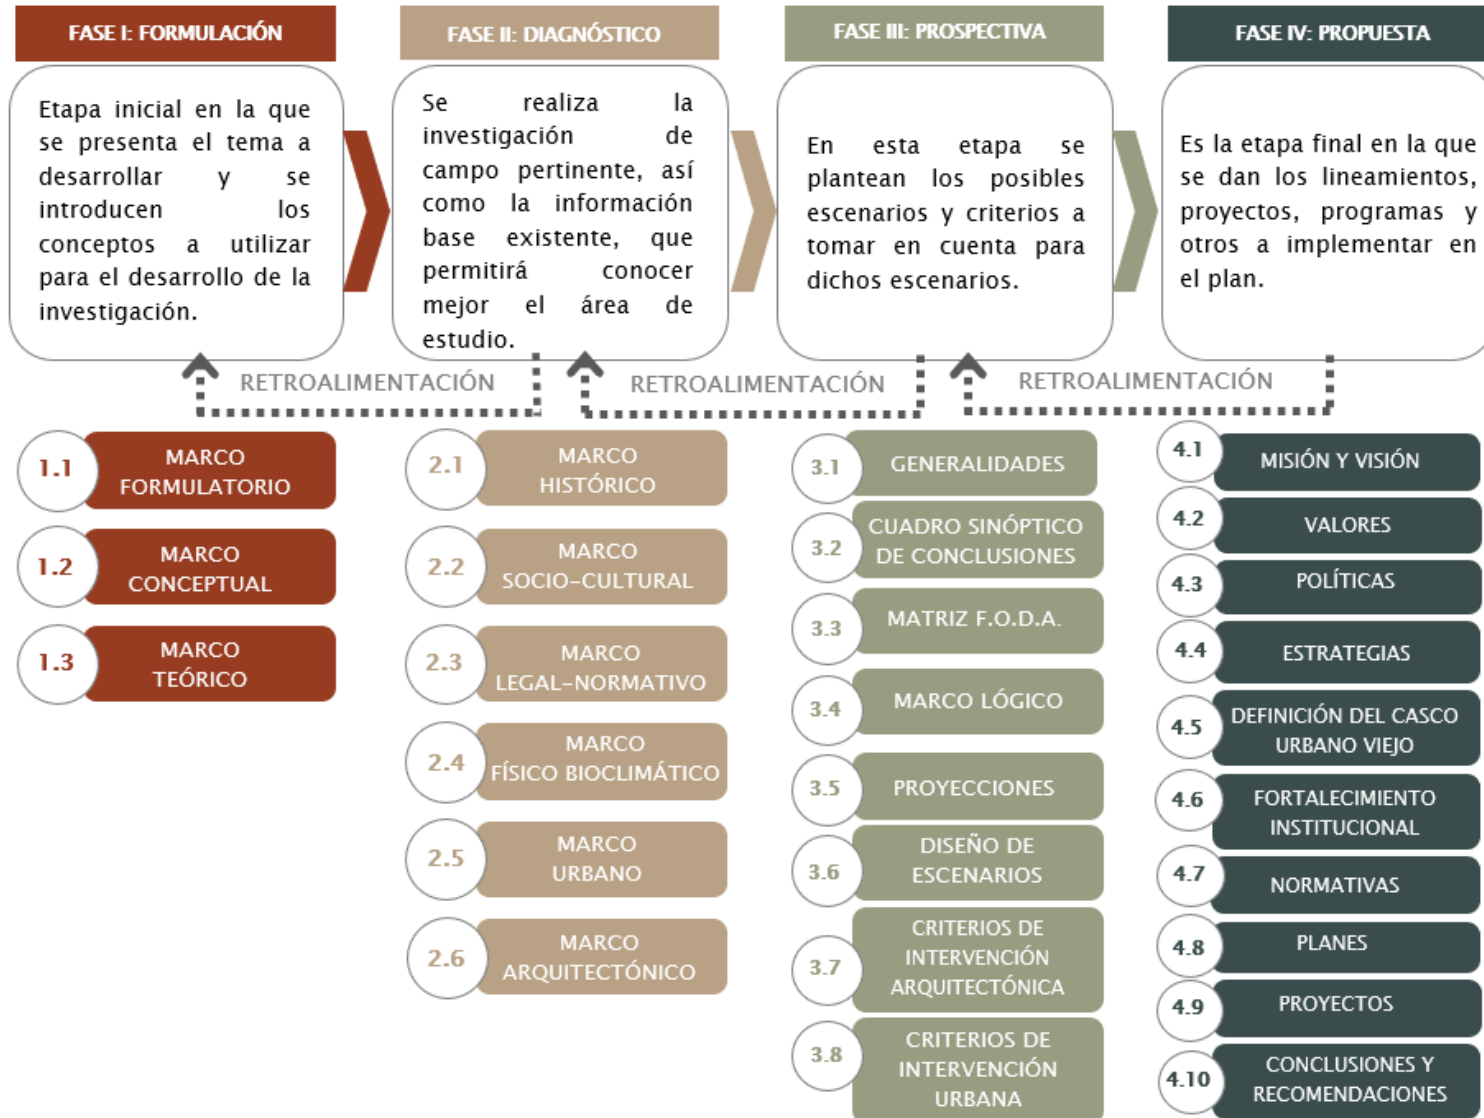 FASE I: FORMULACIÓN
Etapa inicial en la que
se presenta el tema a
desarrollar y se
introducen los
conceptos a utilizar
para el desarrollo de la
investigación.
FASE II: DIAGNÓSTICO
Se realiza la
investigación de
campo pertinente, así
como la información
base existente, que
permitirá conocer
mejor el área de
estudio.
FASE III: PROSPECTIVA
En esta etapa se
plantean los posibles
escenarios y criterios a
tomar en cuenta para
dichos escenarios.
FASE IV: PROPUESTA
Es la etapa final en la que
se dan los lineamientos,
proyectos, programas y
otros a implementar en
el plan.
RETROALIMENTACIÓN
RETROALIMENTACIÓN
RETROALIMENTACIÓN
1.1
MARCO
FORMULATORIO
1.2
MARCO
CONCEPTUAL
1.3
MARCO
TEÓRICO
2.1
MARCO
HISTÓRICO
2.2
MARCO
SOCIO-CULTURAL
2.3
MARCO
LEGAL-NORMATIVO
2.4
MARCO
FÍSICO BIOCLIMÁTICO
2.5
MARCO
URBANO
2.6
MARCO
ARQUITECTÓNICO
3.1
GENERALIDADES
3.2
CUADRO SINÓPTICO
DE CONCLUSIONES
3.3
MATRIZ F.O.D.A.
3.4
MARCO LÓGICO
3.5
PROYECCIONES
3.6
DISEÑO DE
ESCENARIOS
3.7
CRITERIOS DE
INTERVENCIÓN
ARQUITECTÓNICA
3.8
CRITERIOS DE
INTERVENCIÓN
URBANA
4.1
MISIÓN Y VISIÓN
4.2
VALORES
4.3
POLÍTICAS
4.4
ESTRATEGIAS
4.5
DEFINICIÓN DEL CASCO
URBANO VIEJO
4.6
FORTALECIMIENTO
INSTITUCIONAL
4.7
NORMATIVAS
4.8
PLANES
4.9
PROYECTOS
4.10
CONCLUSIONES Y
RECOMENDACIONES